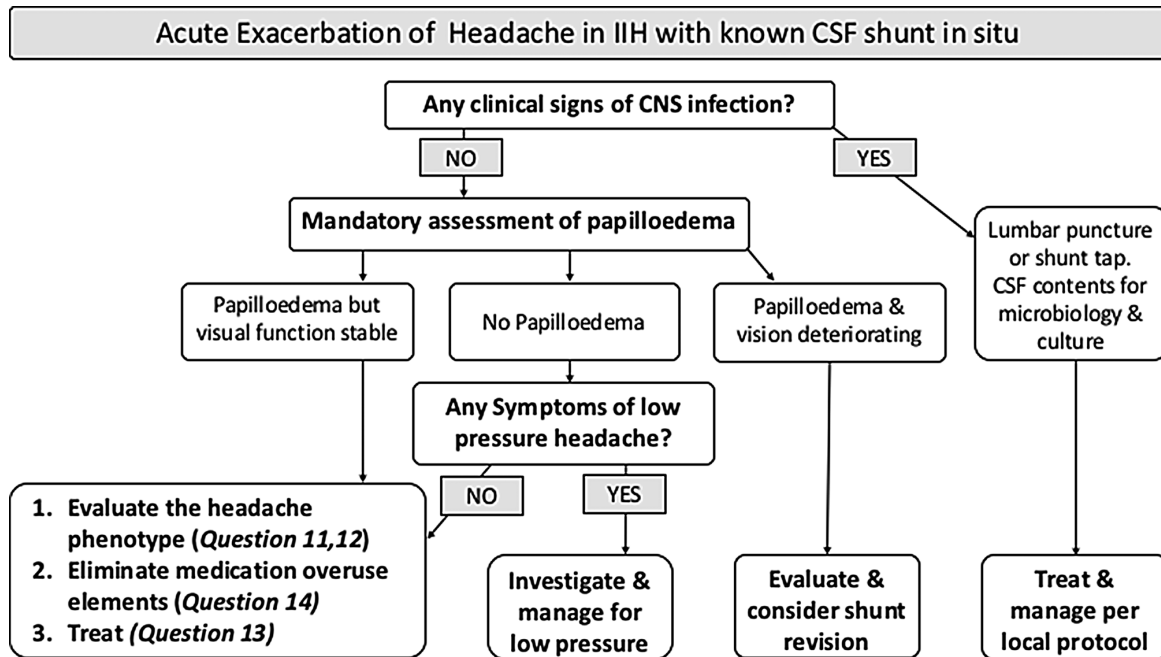 Acute Exacerbation of Headache in IIH with known CSF shunt in situ
Any clinical signs of CNS infection?
NO
YES
Mandatory assessment of papilloedema
Lumbar puncture
or shunt tap.
CSF contents for
microbiology &
culture
Papilloedema but
visual function stable
No Papilloedema
Papilloedema &
vision deteriorating
Any Symptoms of low
pressure headache?
NO
YES
1. Evaluate the headache
phenotype (Question 11,12)
2. Eliminate medication overuse
elements (Question 14)
3. Treat (Question 13)
Investigate &
manage for
low pressure
Evaluate &
consider shunt
revision
Treat &
manage per
local protocol